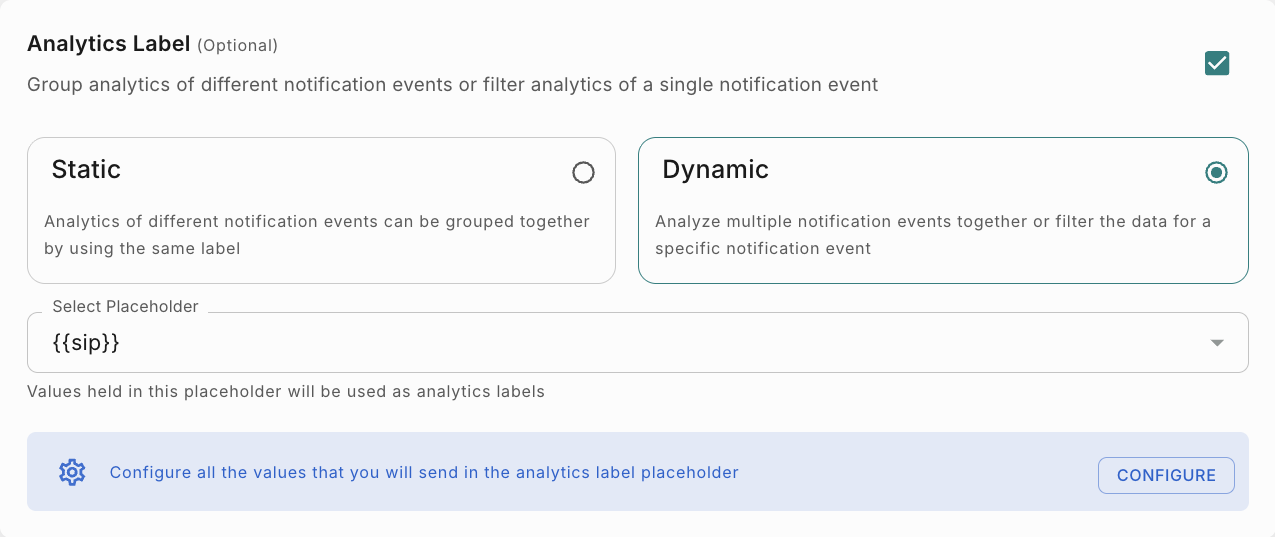 Analytics Label (Optional)
Group analytics of different notification events or filter analytics of a single notification event
Static
Analytics of different notification events can be grouped together
by using the same label
Dynamic
Analyze multiple notification events together or filter the data for a
specific notification event
Select Placeholder
{{sip}}
Values held in this placeholder will be used as analytics labels
Configure all the values that you will send in the analytics label placeholder
CONFIGURE